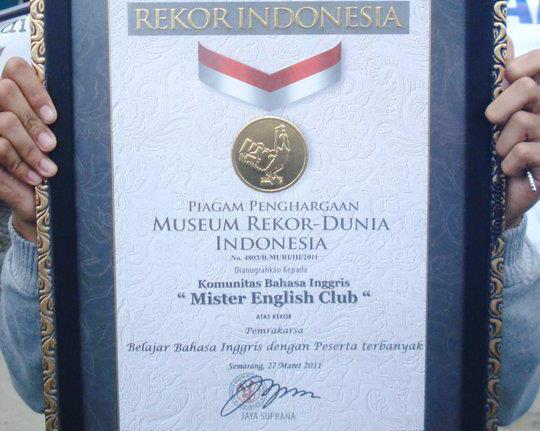 REKOR INDONESIA
PIAGAM PENGHARGAAN
MUSEUM REKOR-DUNIA
INDONESIA
No. 4803/R.MURI/III/2011
Dianugrahkan Kepada
Komunitas Bahasa Inggris
“ Mister English Club “
ATAS REKOR
Pemrakarsa
Belajar Bahasa Inggris dengan Peserta terbanyak
Semarang, 27 Maret 2011
JAYA SUPRANA